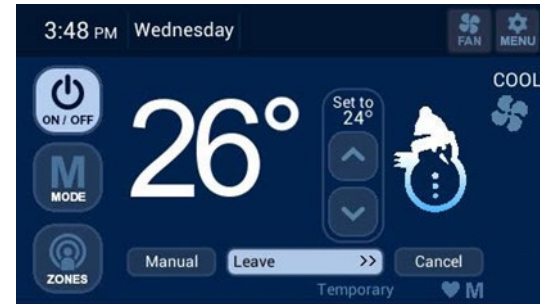 3:48 PM Wednesday
FAN
MENU
COOL
ON / OFF
26°
Set to
24°
M
MODE
ZONES
Manual
Leave >>
Cancel
Temporary
M